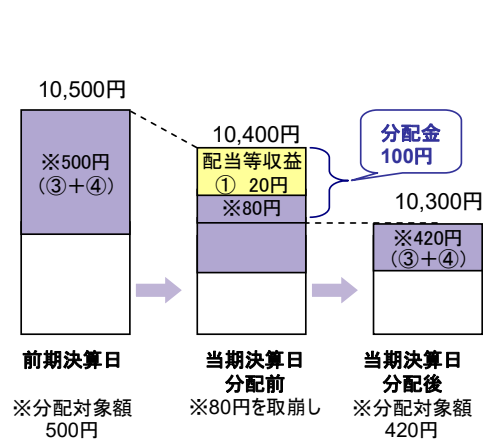 10,500円
※500円
（③＋④）
10,400円
配当等収益
① 20円
※80円
分配金
100円
10,300円
※420円
（③＋④）
前期決算日
※分配対象額
500円
当期決算日
分配前
※80円を取崩し
当期決算日
分配後
※分配対象額
420円